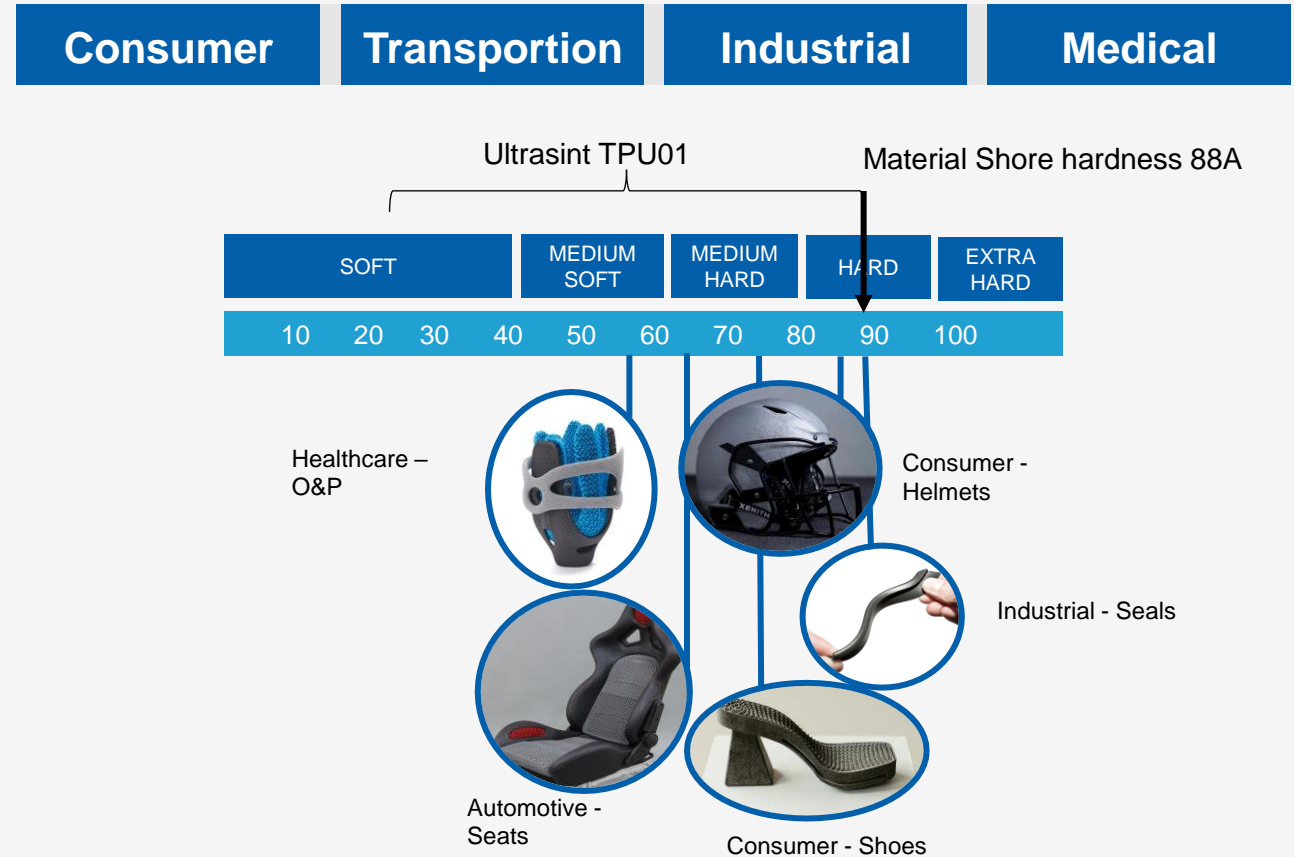 Consumer
Transportion
Industrial
Medical
Ultrasint TPU01
Material Shore hardness 88A
SOFT
MEDIUM
SOFT
MEDIUM
HARD
HARD
EXTRA
HARD
10 20 30 40 50 60 70 80 90 100
Healthcare –
O&P
XENITH
Consumer -
Helmets
Industrial - Seals
Automotive -
Seats
Consumer - Shoes